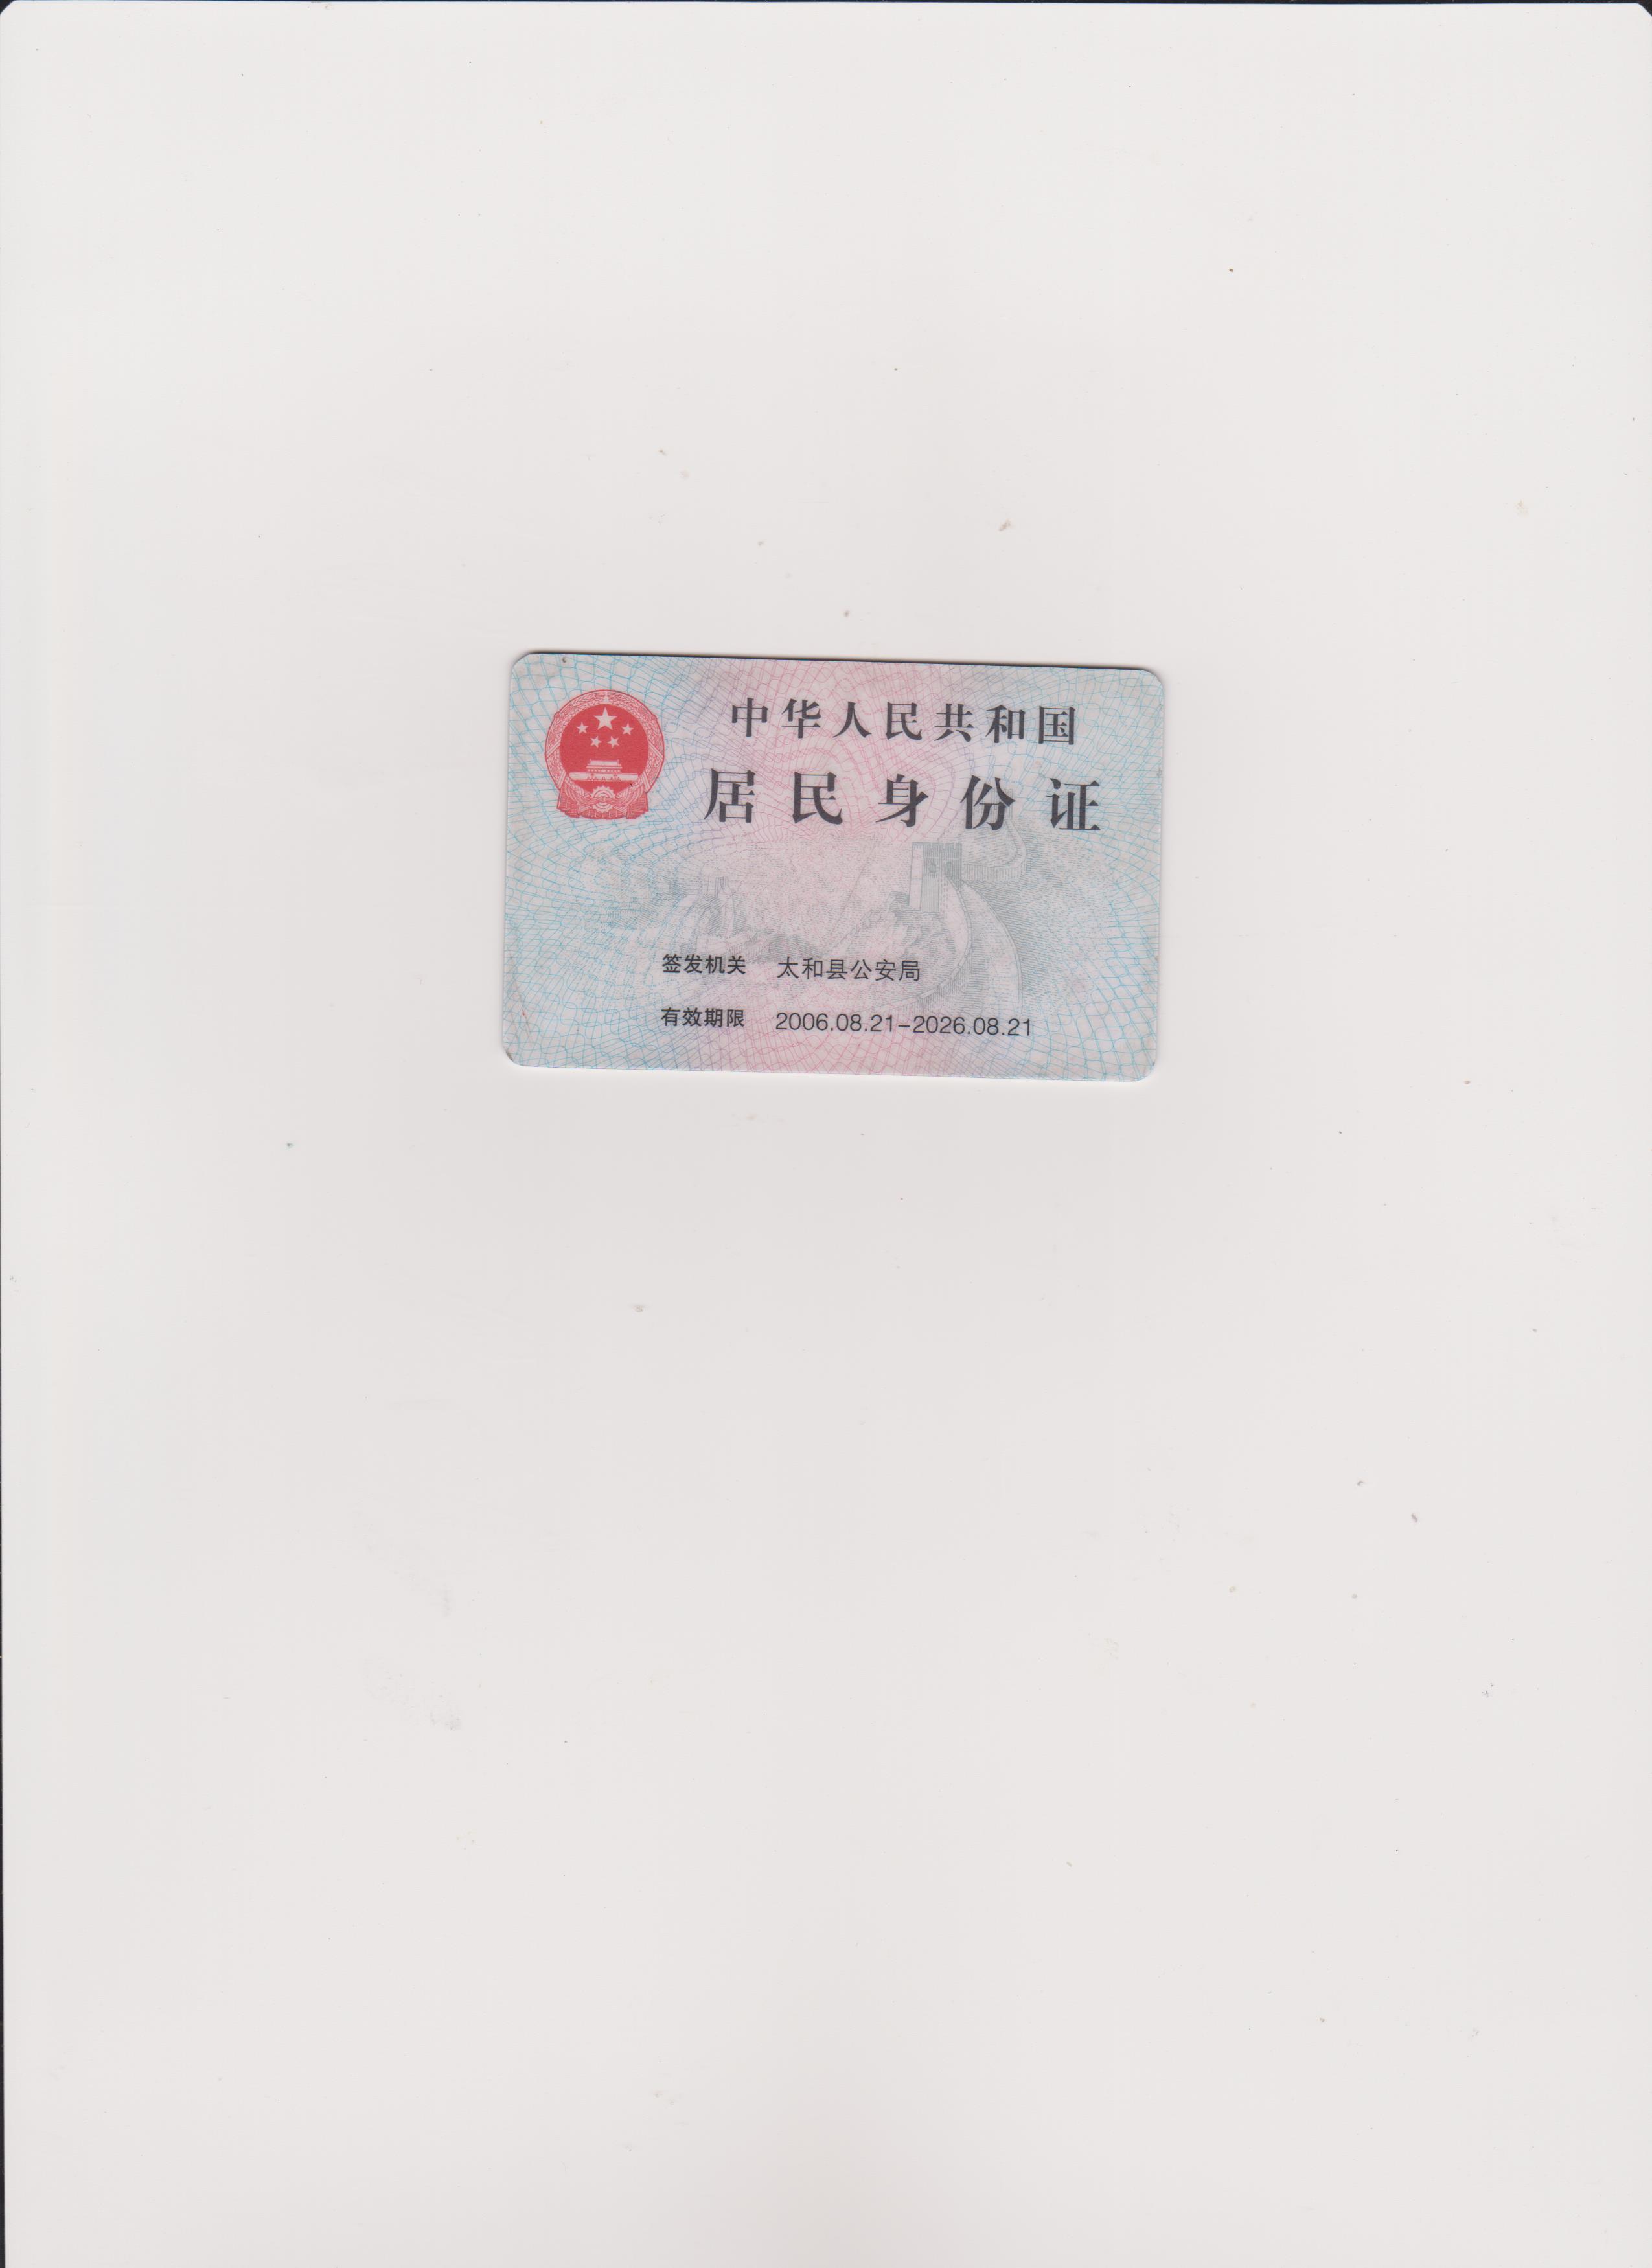 中华人民共和国
居民身份证
签发机关 太和县公安局
有效期限 2006.08.21-2026.08.21